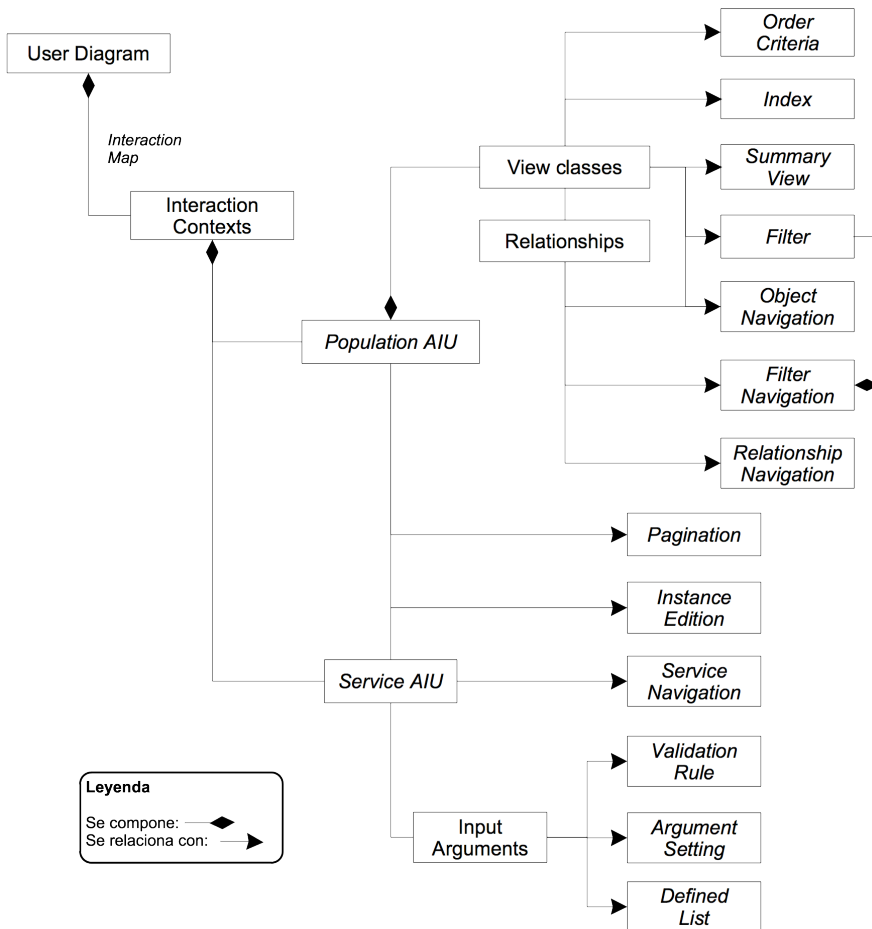 Order
Criteria
User Diagram
Index
Interaction
Map
View classes
Summary
View
Interaction
Contexts
Relationships
Filter
Object
Navigation
Population AIU
Filter
Navigation
Relationship
Navigation
Pagination
Instance
Edition
Service AIU
Service
Navigation
Validation
Rule
Leyenda
Se compone:
Se relaciona con:
Input
Arguments
Argument
Setting
Defined
List